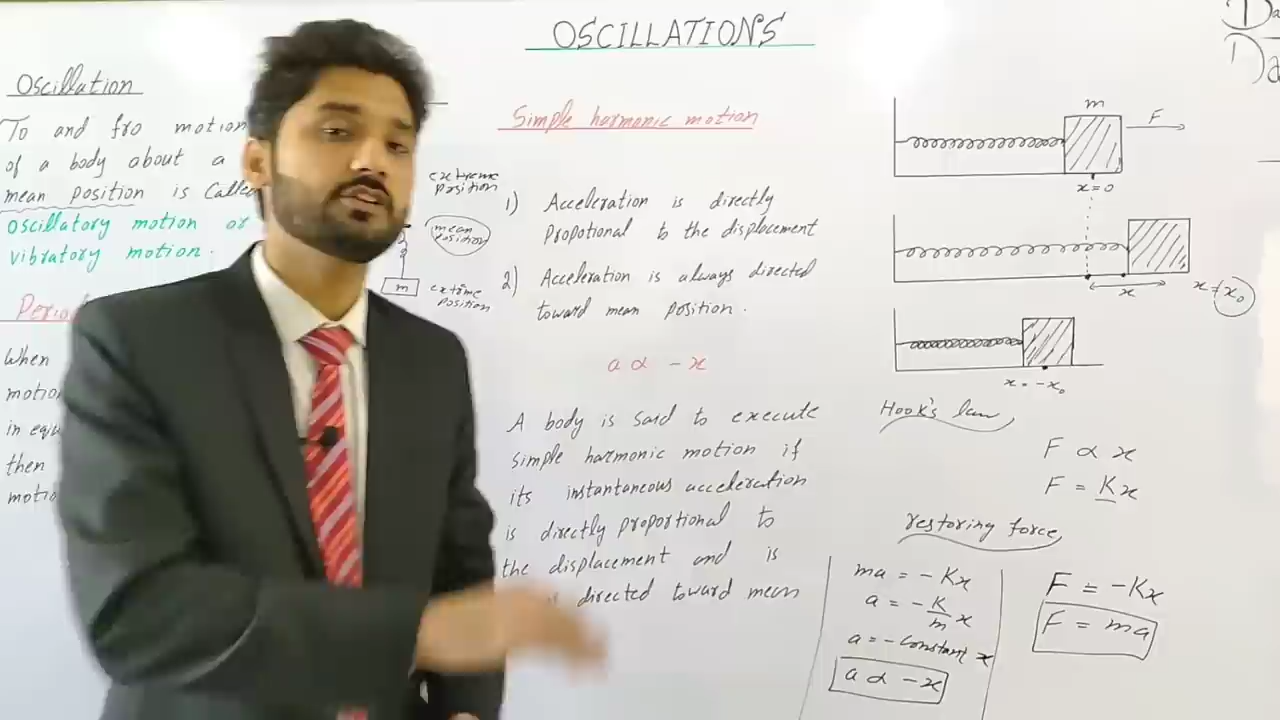 OSCILLATIONS
Oscillation
To and fro motion
of a body about a
mean position is Calle
oscillatory motion or
vibratory motion.
Perio
When
motio
in equ
then
motio
extreme
position
mean
position
m
extreme
position
Simple harmonic motion
1) Acceleration is directly
propotional to the displacement
2) Acceleration is always directed
toward mean position.
a α -x
A body is said to execute
simple harmonic motion if
its instantaneous acceleration
is directly proportional to
the displacement and is
directed toward mean
m
F
x=0
x
x=x₀
x=-x₀
Hook's law
F α x
F = Kx
restoring force
ma = -Kx
a = -K/m x
a = -constant x
a α -x
F = -Kx
F = ma
Da